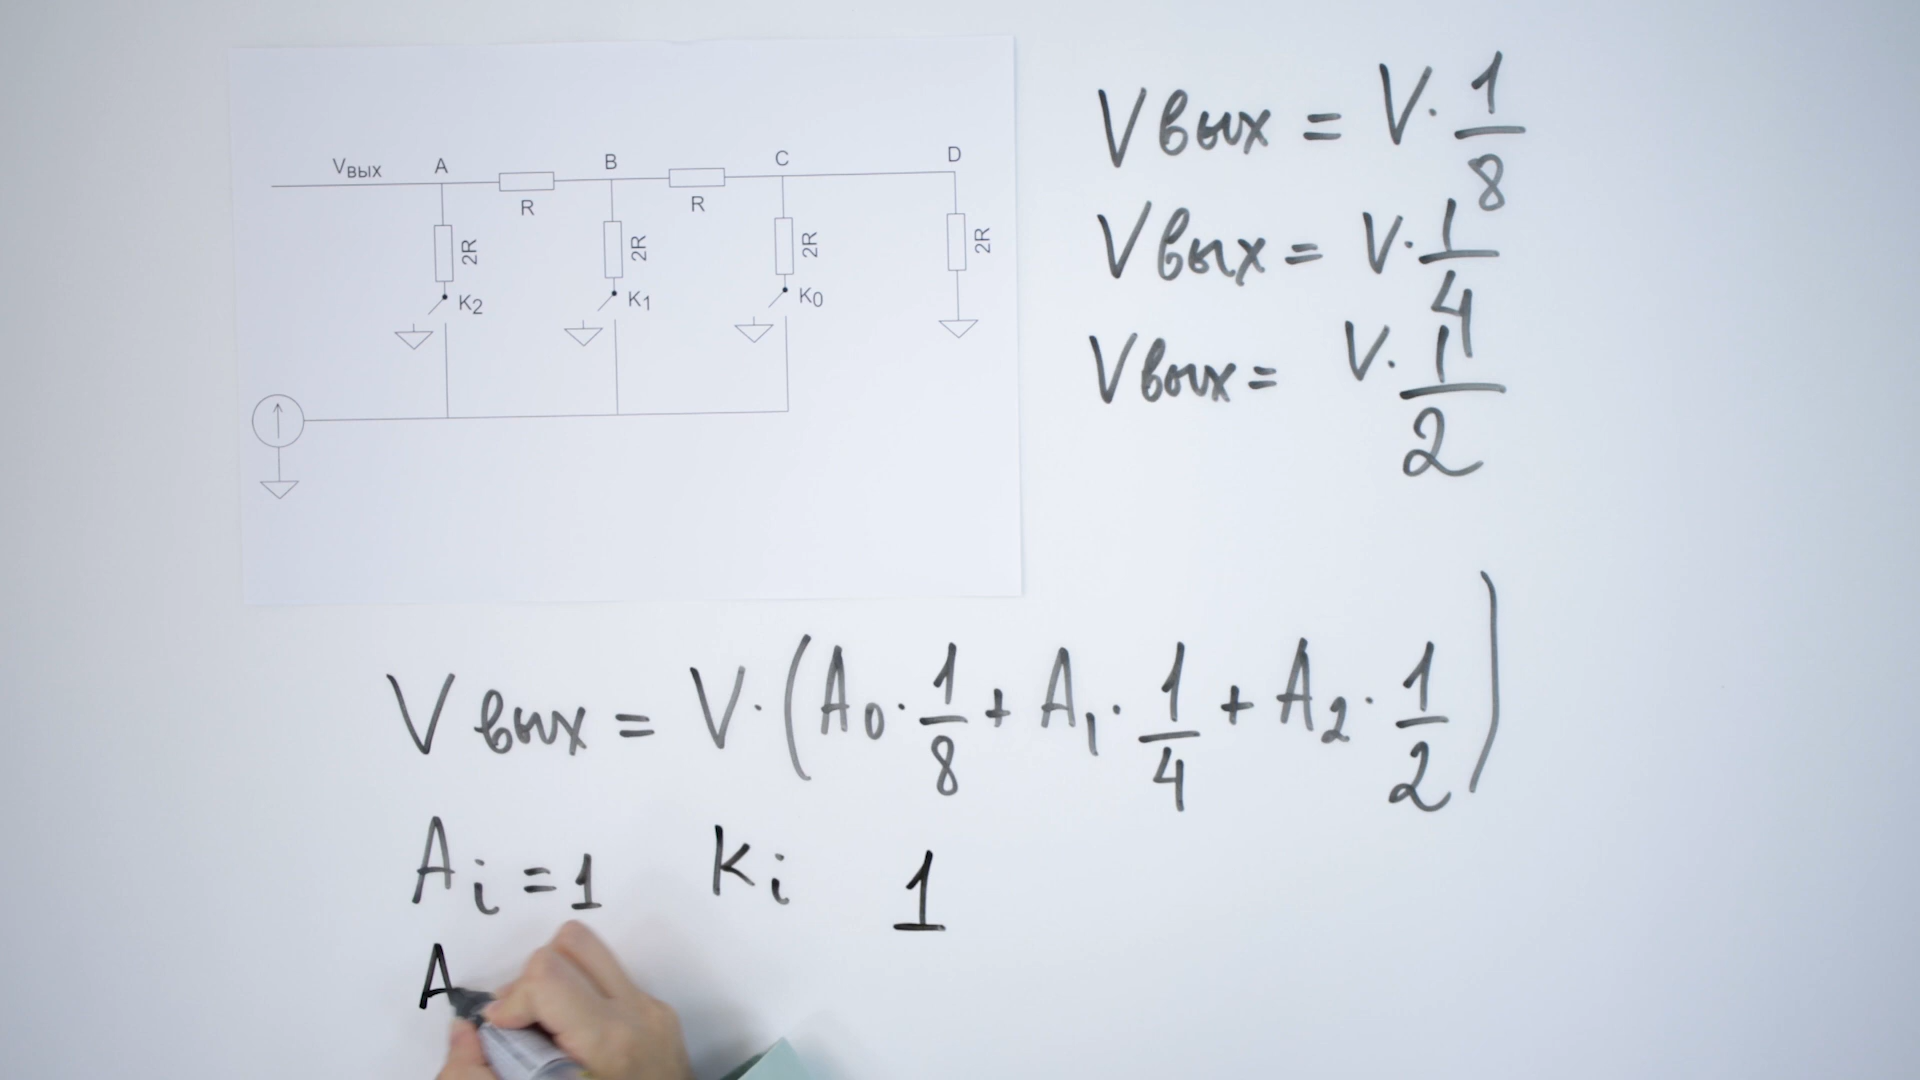 Vвых A B C D
R R
2R 2R 2R 2R
K2 K1 K0
Vвых = V · 1/8
Vвых = V · 1/4
Vвых = V · 1/2
Vвых = V · (A0 · 1/8 + A1 · 1/4 + A2 · 1/2)
Ai = 1 Ki 1
A